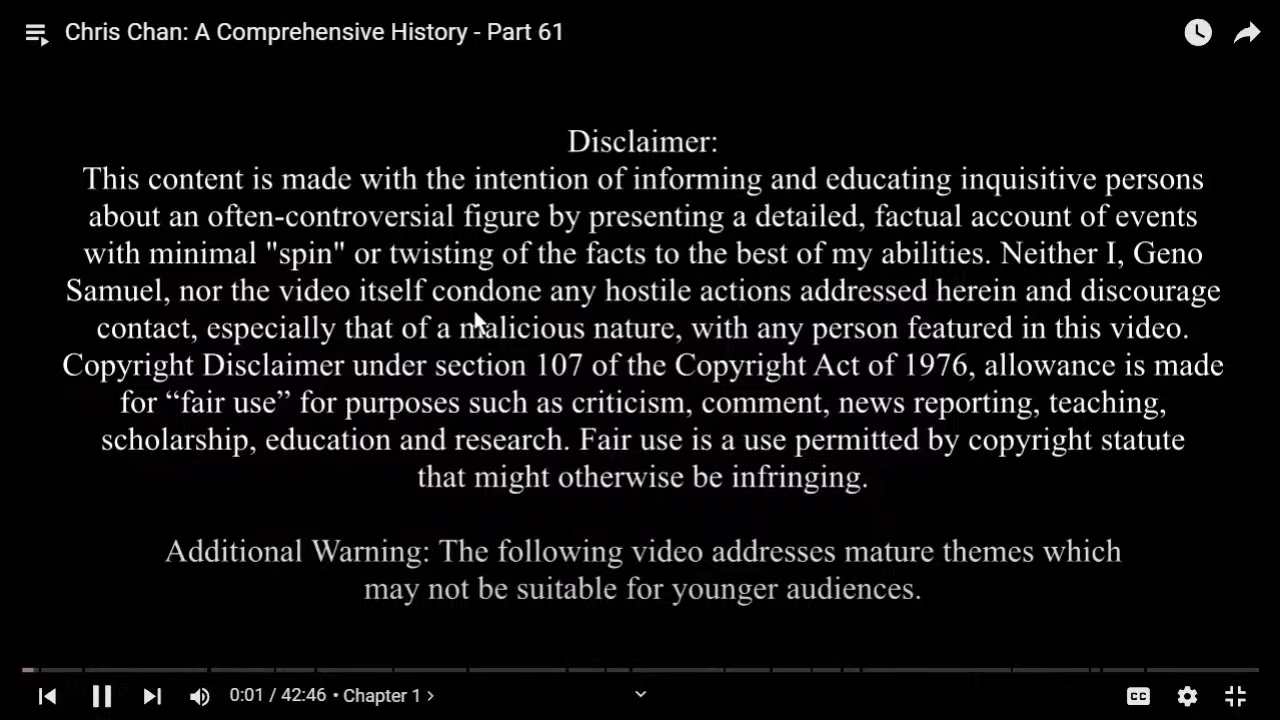 Chris Chan: A Comprehensive History - Part 61
Disclaimer:
This content is made with the intention of informing and educating inquisitive persons
about an often-controversial figure by presenting a detailed, factual account of events
with minimal "spin" or twisting of the facts to the best of my abilities. Neither I, Geno
Samuel, nor the video itself condone any hostile actions addressed herein and discourage
contact, especially that of a malicious nature, with any person featured in this video.
Copyright Disclaimer under section 107 of the Copyright Act of 1976, allowance is made
for “fair use” for purposes such as criticism, comment, news reporting, teaching,
scholarship, education and research. Fair use is a use permitted by copyright statute
that might otherwise be infringing.
Additional Warning: The following video addresses mature themes which
may not be suitable for younger audiences.
0:01 / 42:46 • Chapter 1 >
CC